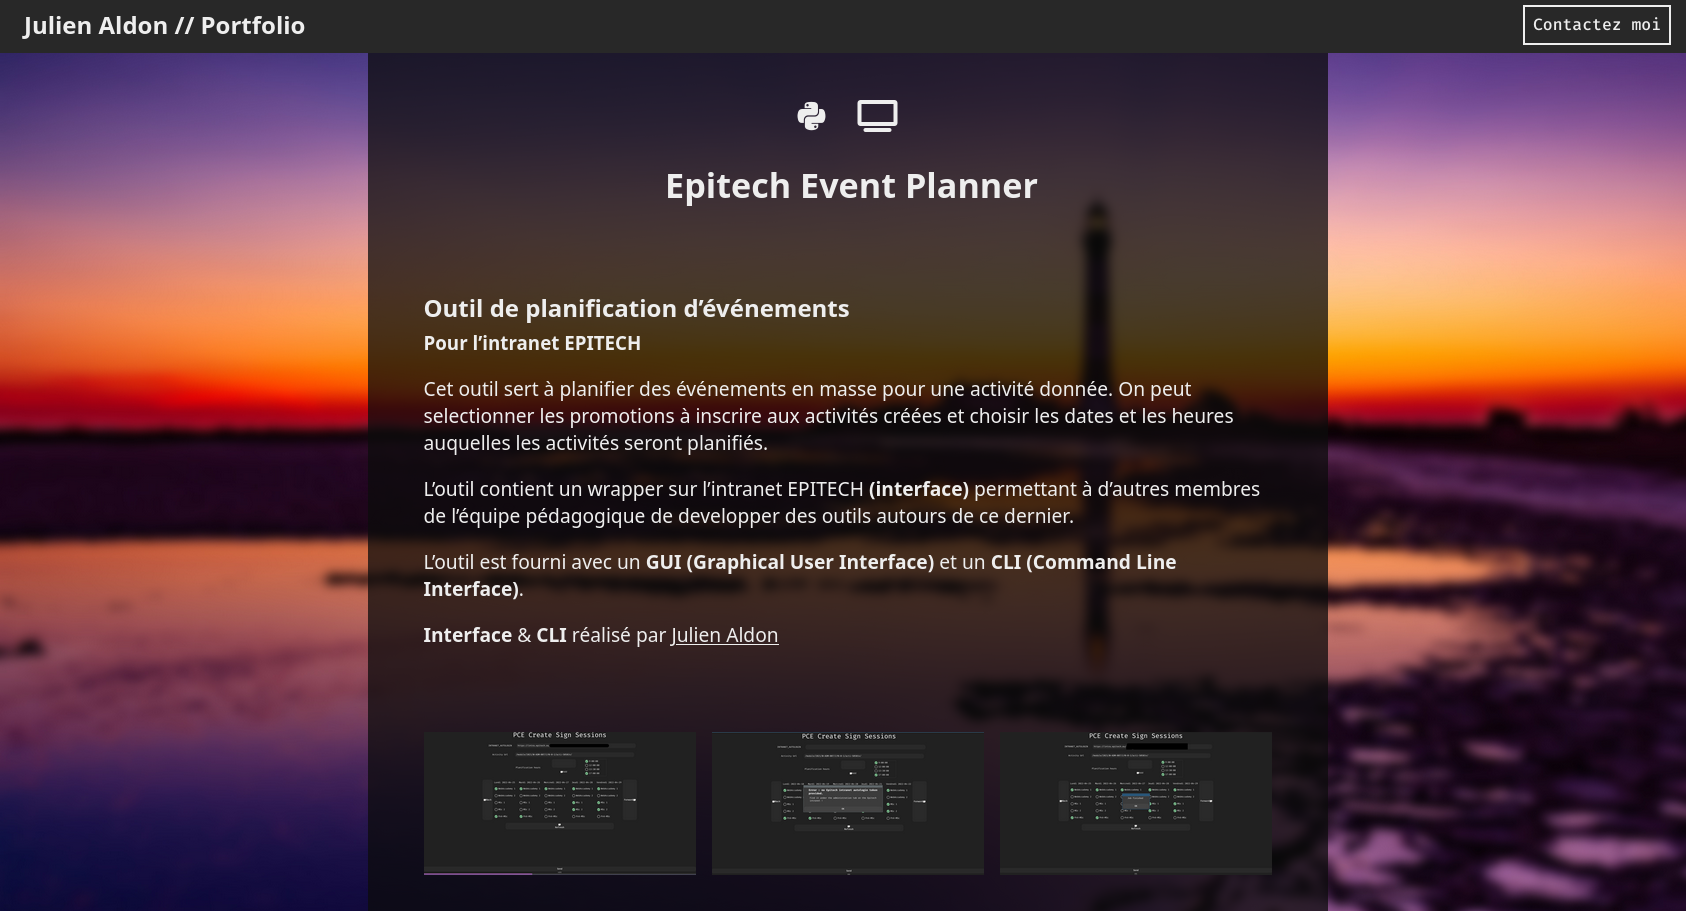 Julien Aldon // Portfolio
Contactez moi
Epitech Event Planner
Outil de planification d’événements
Pour l’intranet EPITECH
Cet outil sert à planifier des événements en masse pour une activité donnée. On peut
selectionner les promotions à inscrire aux activités créées et choisir les dates et les heures
auquelles les activités seront planifiés.
L’outil contient un wrapper sur l’intranet EPITECH (interface) permettant à d’autres membres
de l’équipe pédagogique de developper des outils autours de ce dernier.
L’outil est fourni avec un GUI (Graphical User Interface) et un CLI (Command Line
Interface).
Interface & CLI réalisé par Julien Aldon
PCE Create Sign Sessions
PCE Create Sign Sessions
PCE Create Sign Sessions